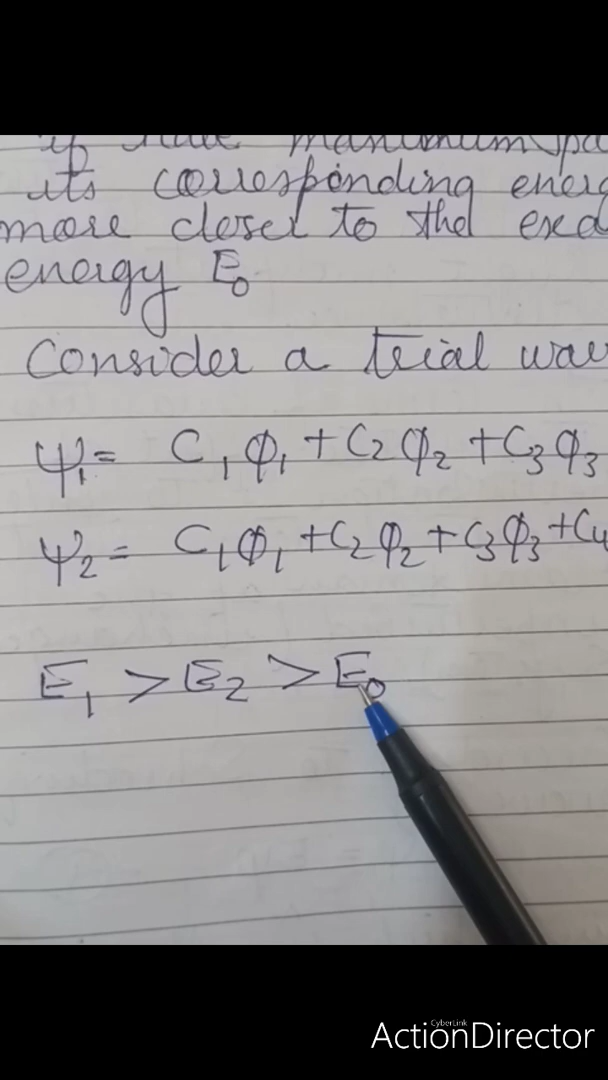 its corresponding energ
more closer to the exa
energy E₀
Consider a trial wav
ψ₁ = C₁φ₁ + C₂φ₂ + C₃φ₃
ψ₂ = C₁φ₁ + C₂φ₂ + C₃φ₃ + C₄
E₁ > E₂ > E₀
CyberLink
ActionDirector